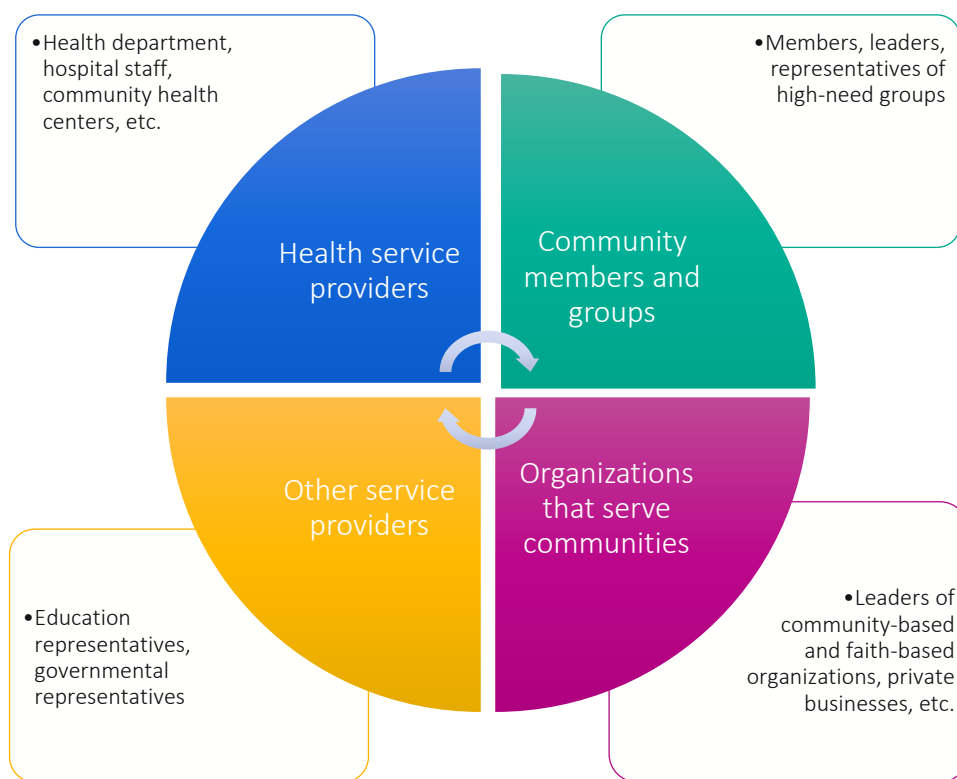 •Health department,
hospital staff,
community health
centers, etc.
•Members, leaders,
representatives of
high-need groups
Health service
providers
Community
members and
groups
Other service
providers
Organizations
that serve
communities
•Education
representatives,
governmental
representatives
•Leaders of
community-based
and faith-based
organizations, private
businesses, etc.